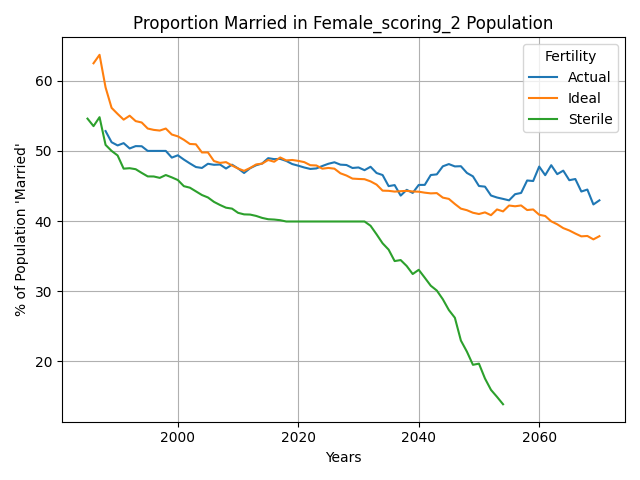 Proportion Married in Female_scoring_2 Population
% of Population 'Married'
60
50
40
30
20
Fertility
Actual
Ideal
Sterile
2000
2020
2040
2060
Years